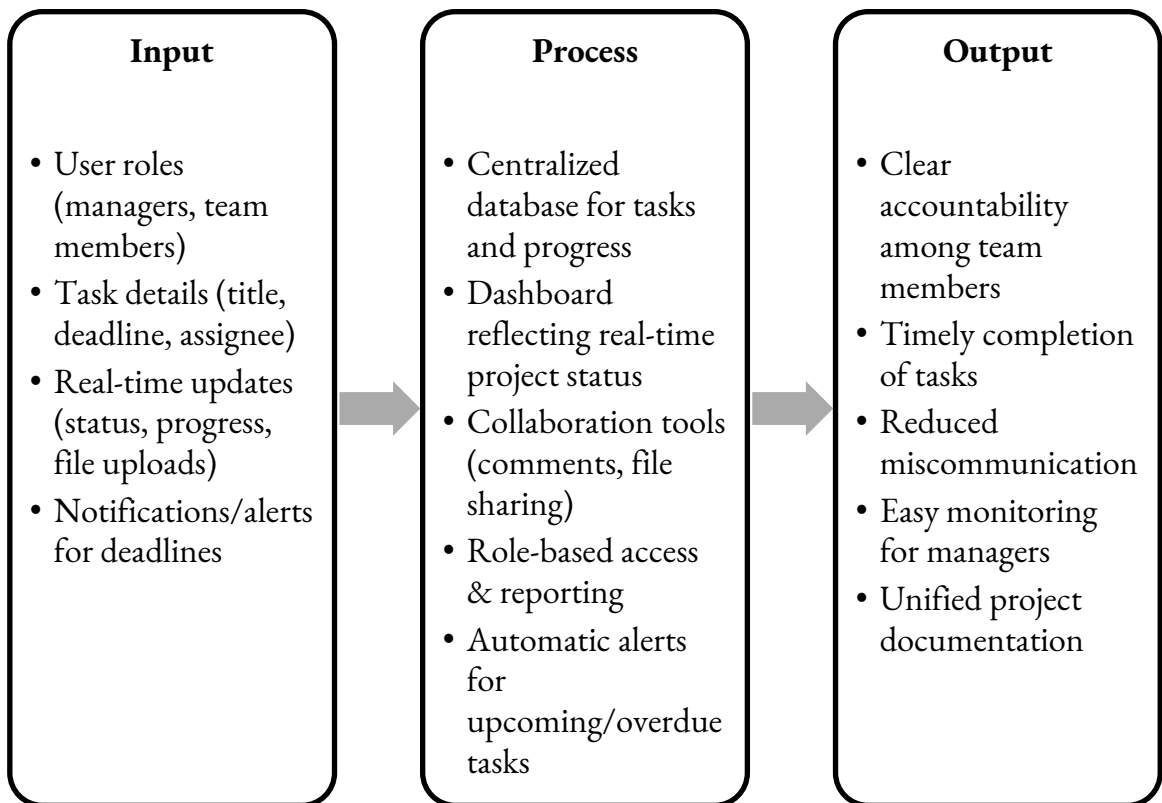 Input
• User roles
(managers, team
members)
• Task details (title,
deadline, assignee)
• Real-time updates
(status, progress,
file uploads)
• Notifications/alerts
for deadlines
Process
• Centralized
database for tasks
and progress
• Dashboard
reflecting real-time
project status
• Collaboration tools
(comments, file
sharing)
• Role-based access
& reporting
• Automatic alerts
for
upcoming/overdue
tasks
Output
• Clear
accountability
among team
members
• Timely completion
of tasks
• Reduced
miscommunication
• Easy monitoring
for managers
• Unified project
documentation